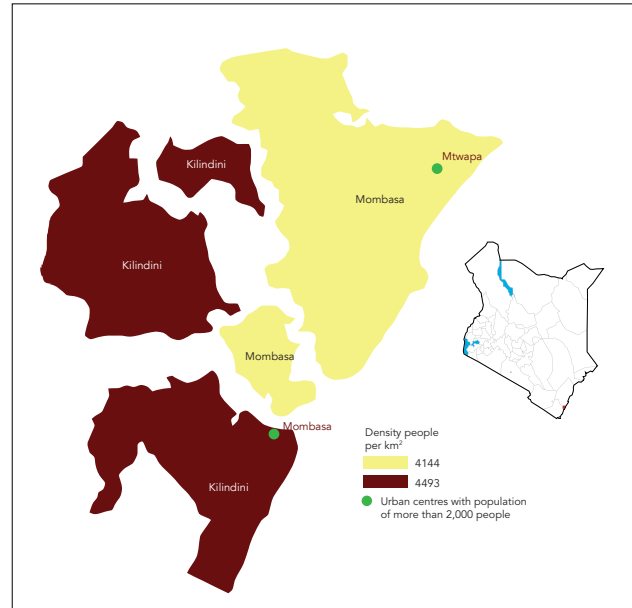 Mtwapa
Kilindini
Mombasa
Kilindini
Mombasa
Mombasa
Kilindini
Density people
per km²
4144
4493
Urban centres with population
of more than 2,000 people